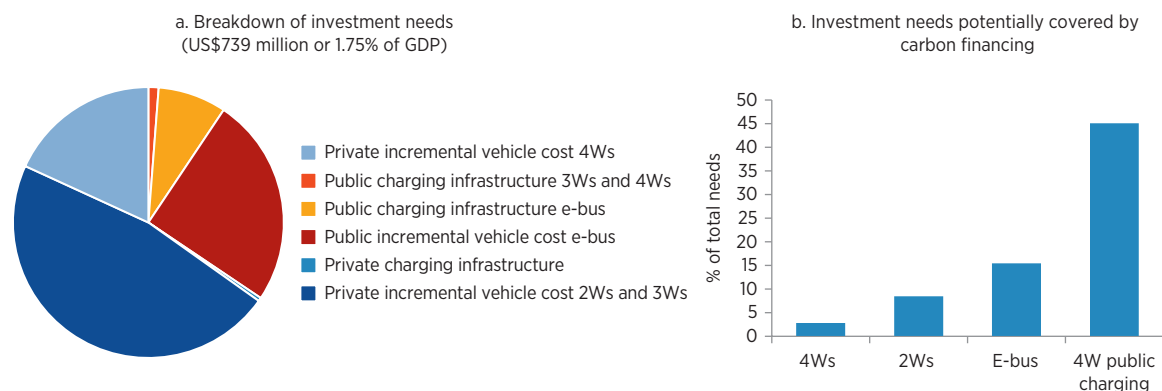 a. Breakdown of investment needs
(US$739 million or 1.75% of GDP)
Private incremental vehicle cost 4Ws
Public charging infrastructure 3Ws and 4Ws
Public charging infrastructure e-bus
Public incremental vehicle cost e-bus
Private charging infrastructure
Private incremental vehicle cost 2Ws and 3Ws
b. Investment needs potentially covered by
carbon financing
% of total needs
50
45
40
35
30
25
20
15
10
5
0
4Ws
2Ws
E-bus
4W public
charging